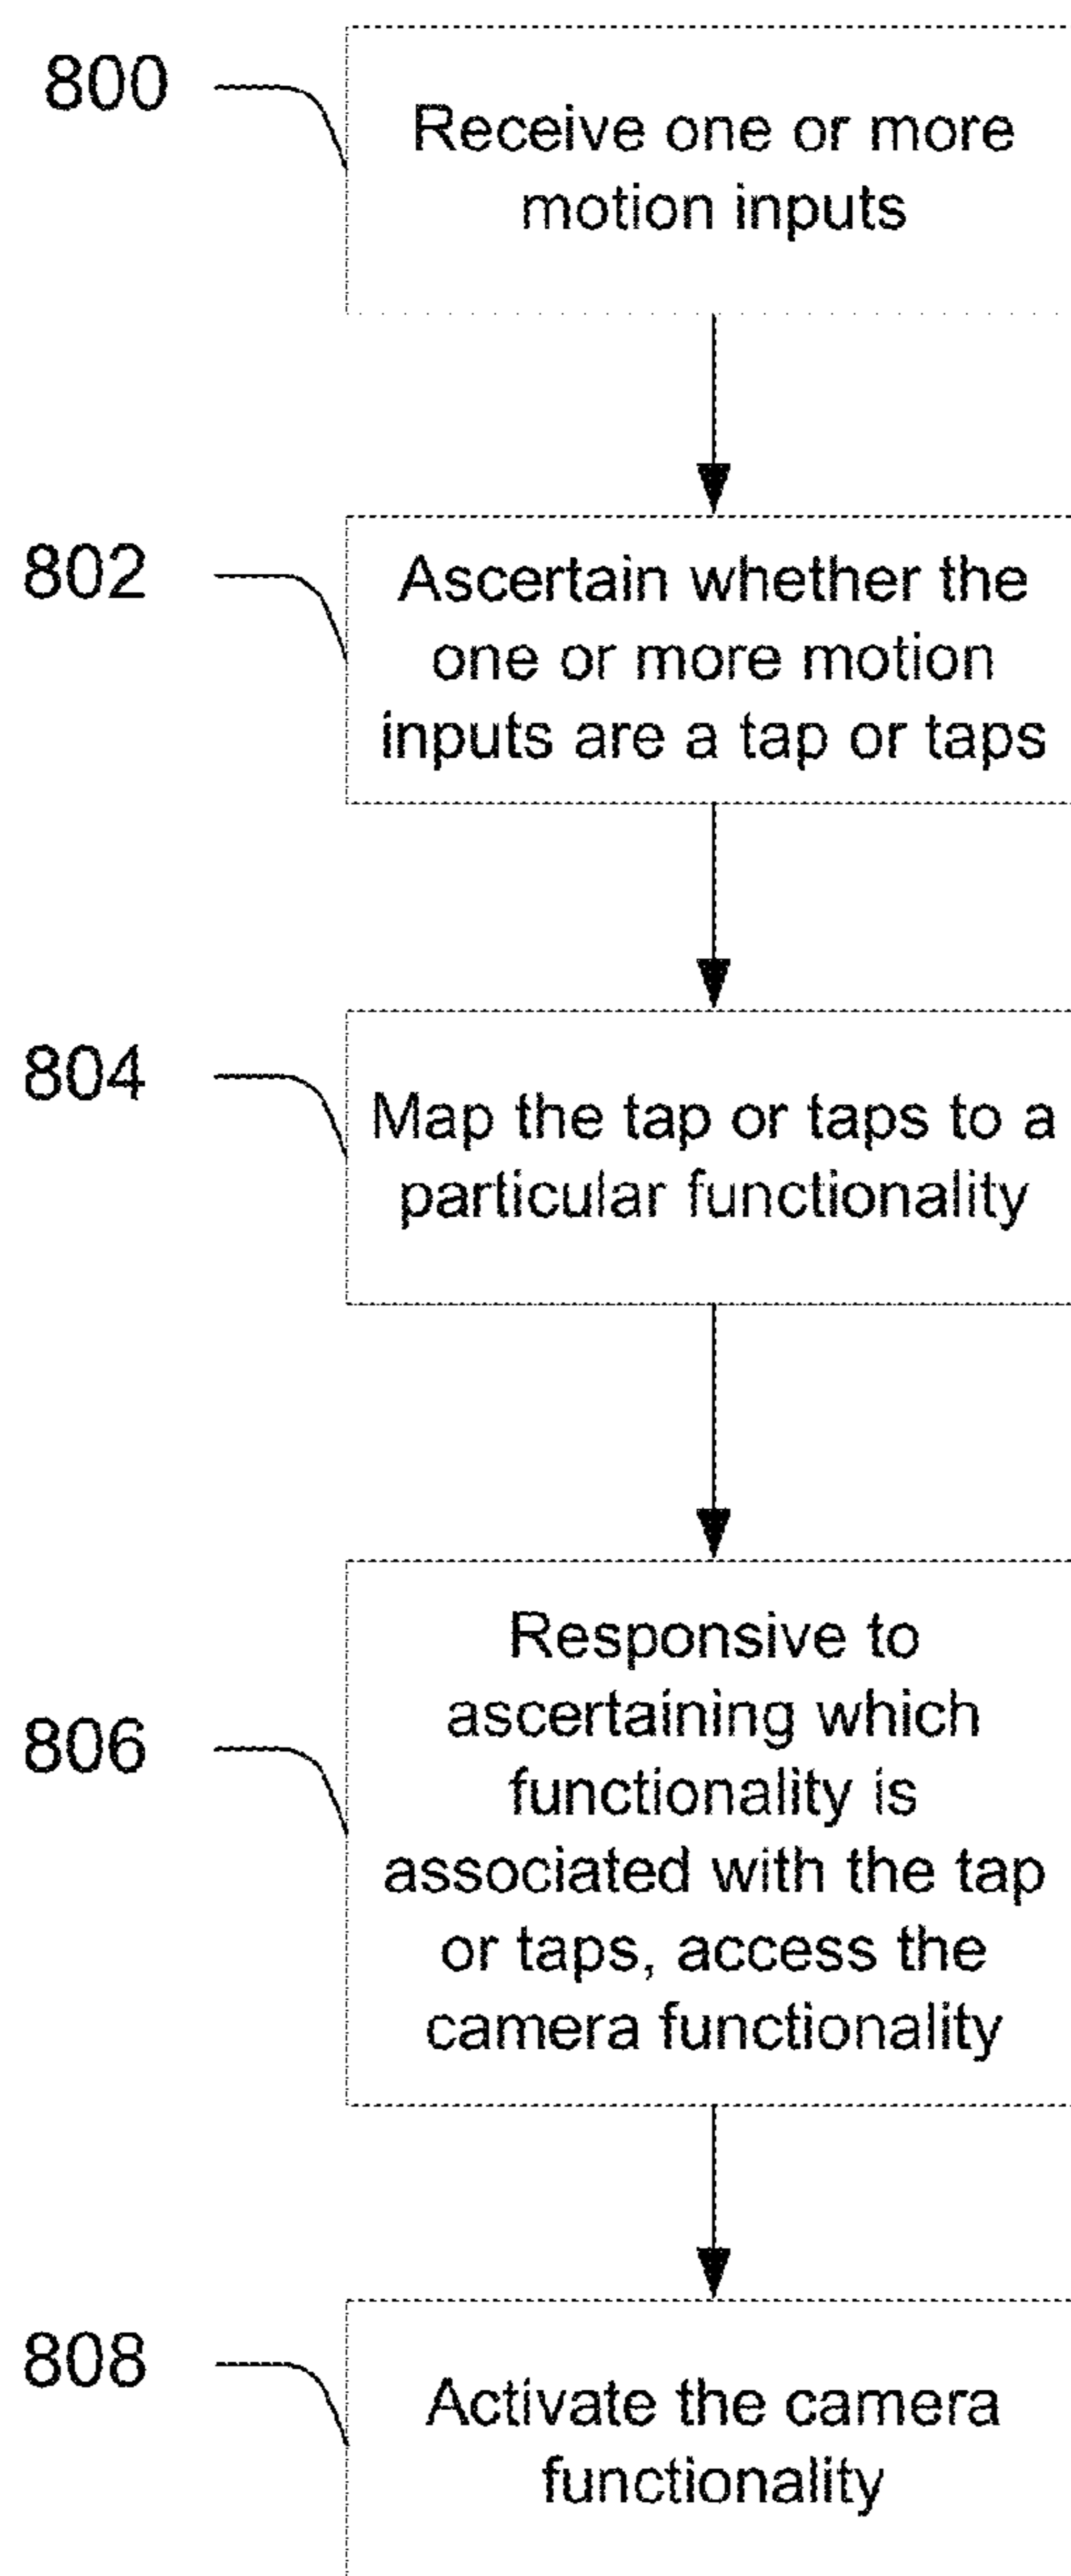 800
Receive one or more
motion inputs
802
Ascertain whether the
one or more motion
inputs are a tap or taps
804
Map the tap or taps to a
particular functionality
806
Responsive to
ascertaining which
functionality is
associated with the tap
or taps, access the
camera functionality
808
Activate the camera
functionality